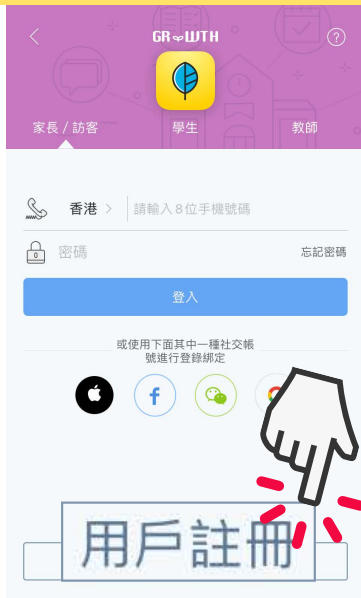 GROWTH
家長 / 訪客
學生
教師
香港 >
請輸入8位手機號碼
密碼
忘記密碼
登入
或使用下面其中一種社交帳
號進行登錄綁定
用戶註冊